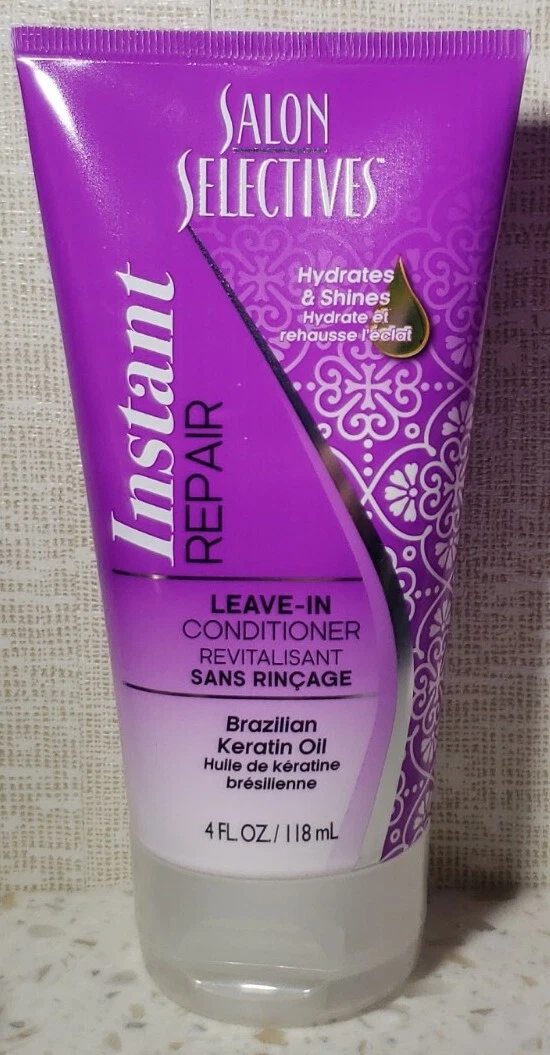 SALON
SELECTIVES™
Hydrates
& Shines
Hydrate et
rehausse l'éclat
Instant
REPAIR
LEAVE-IN
CONDITIONER
REVITALISANT
SANS RINÇAGE
Brazilian
Keratin Oil
Huile de kératine
brésilienne
4 FL. OZ./118 mL